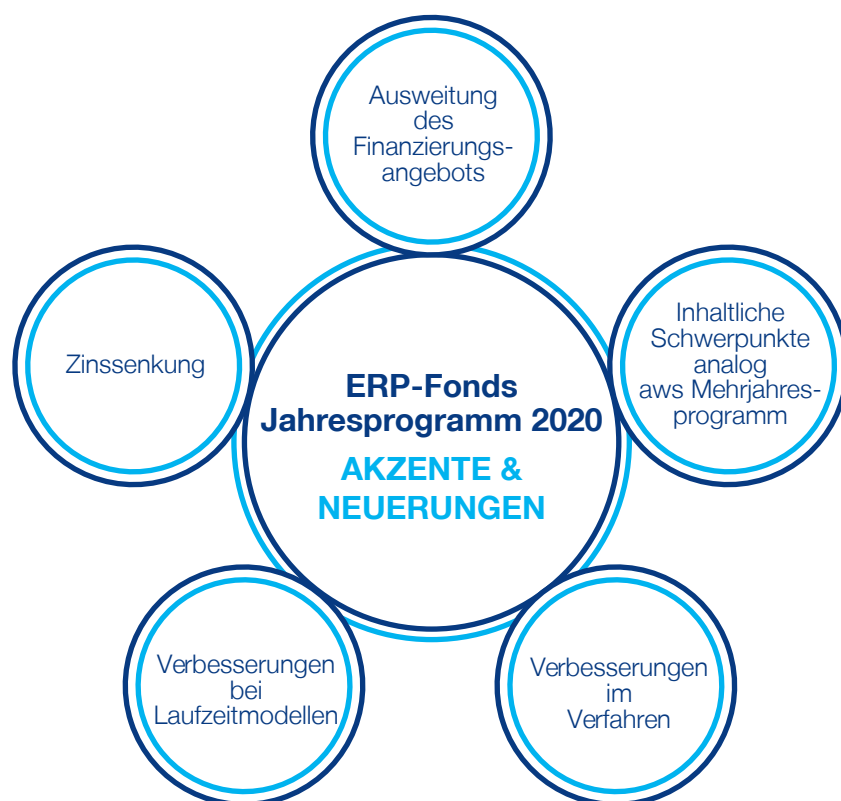 Ausweitung
des
Finanzierungs-
angebots
Zinssenkung
Inhaltliche
Schwerpunkte
analog
aws Mehrjahres-
programm
ERP-Fonds
Jahresprogramm 2020
AKZENTE &
NEUERUNGEN
Verbesserungen
bei
Laufzeitmodellen
Verbesserungen
im
Verfahren